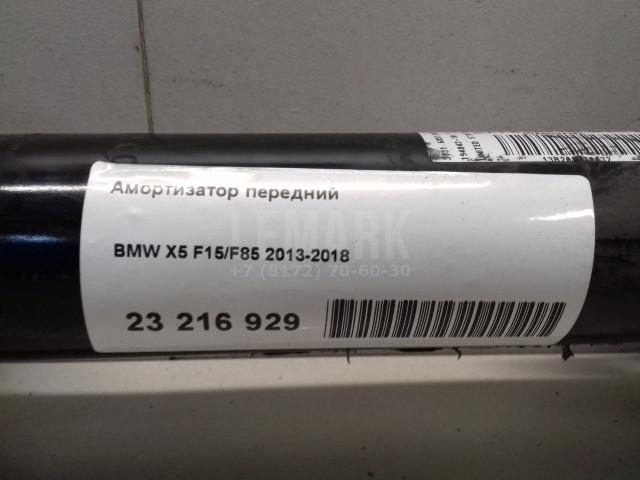 Амортизатор передний
LEMARK
BMW X5 F15/F85 2013-2018
+7 (8172) 70-60-30
23 216 929